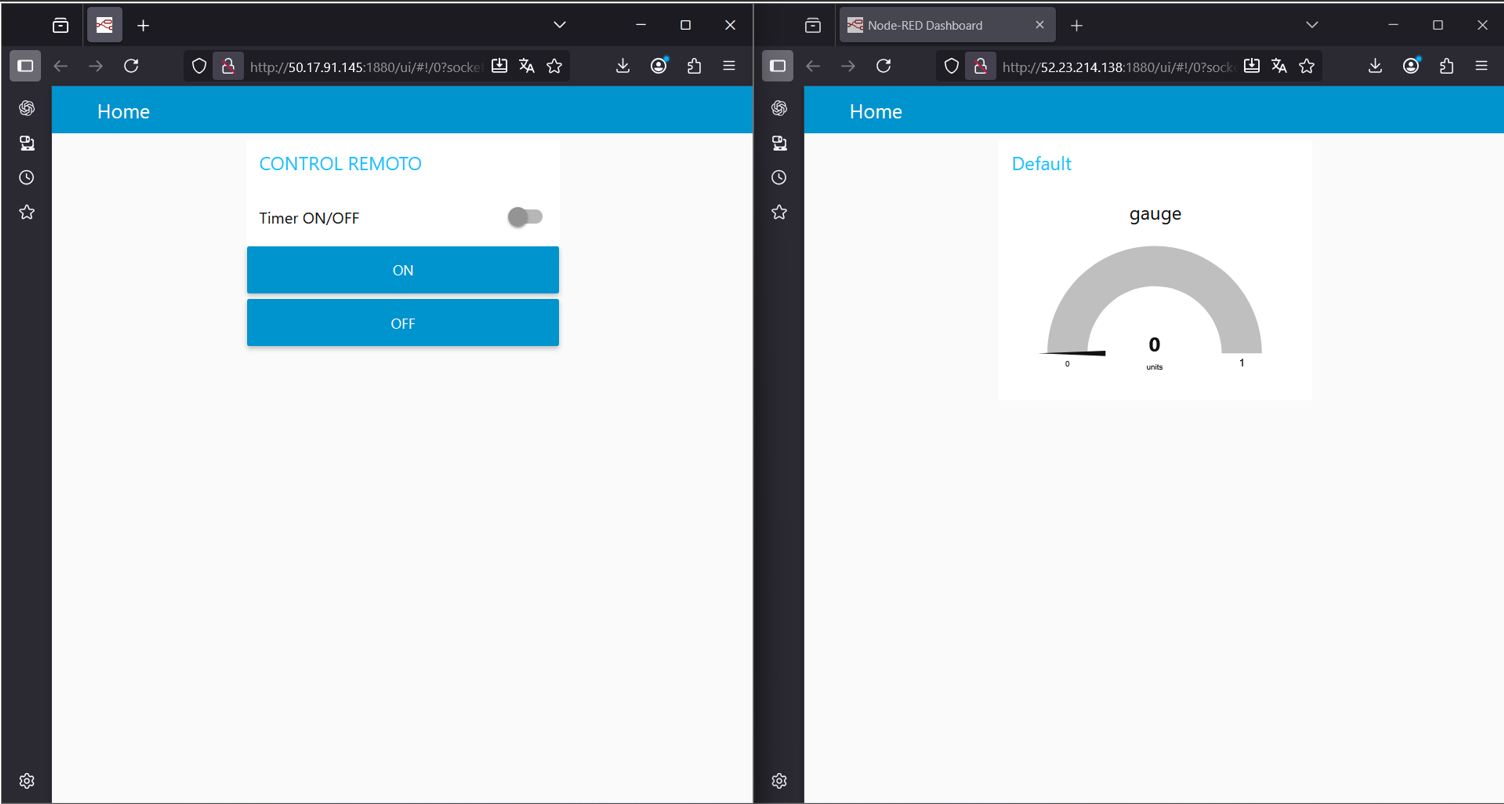 http://50.17.91.145:1880/ui/#!/0?socke
Home
CONTROL REMOTO
Timer ON/OFF
ON
OFF
Node-RED Dashboard
http://52.23.214.138:1880/ui/#!/0?sock
Home
Default
gauge
0
units
0
1